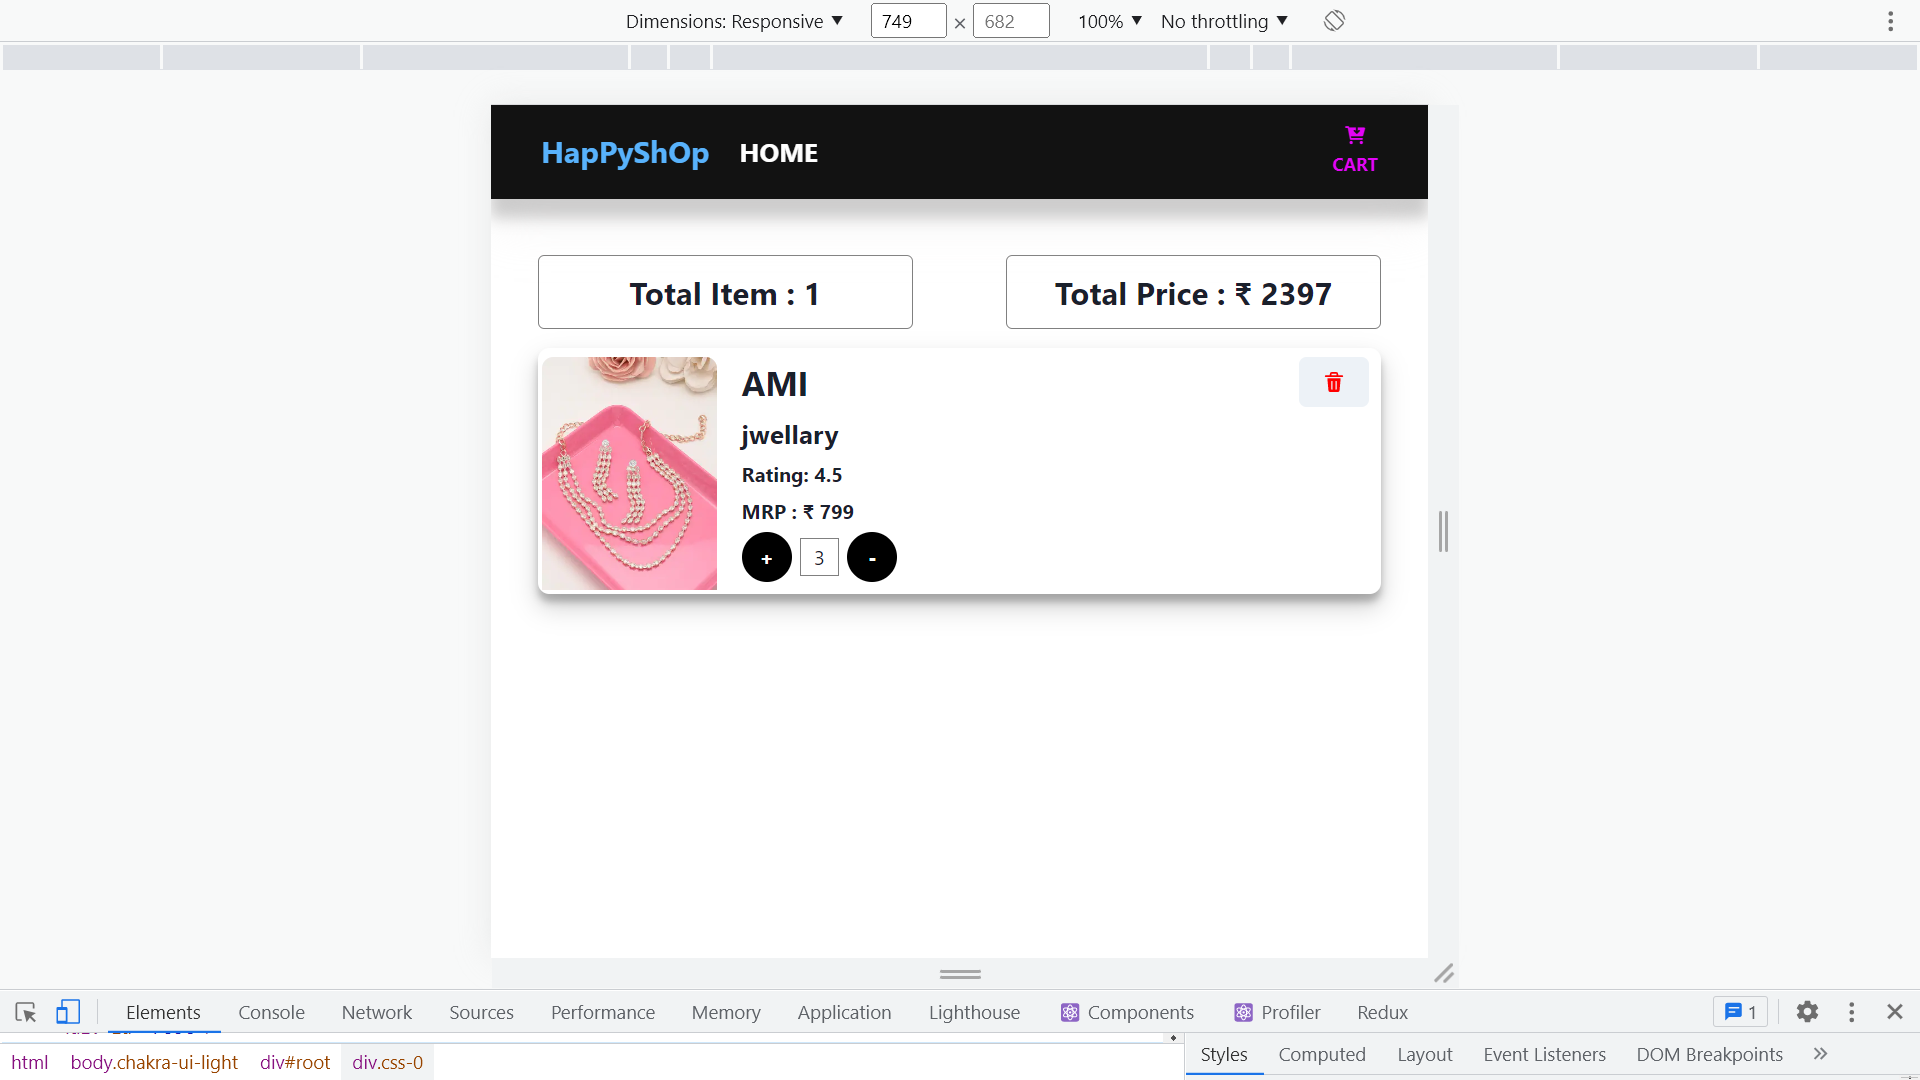 Dimensions: Responsive ▼ 749 × 682 100% ▼ No throttling ▼
HapPyShOp HOME CART
Total Item : 1 Total Price : ₹ 2397
AMI
jwellary
Rating: 4.5
MRP : ₹ 799
+ 3 -
Elements Console Network Sources Performance Memory Application Lighthouse Components Profiler Redux 1
html body.chakra-ui-light div#root div.css-0
Styles Computed Layout Event Listeners DOM Breakpoints »